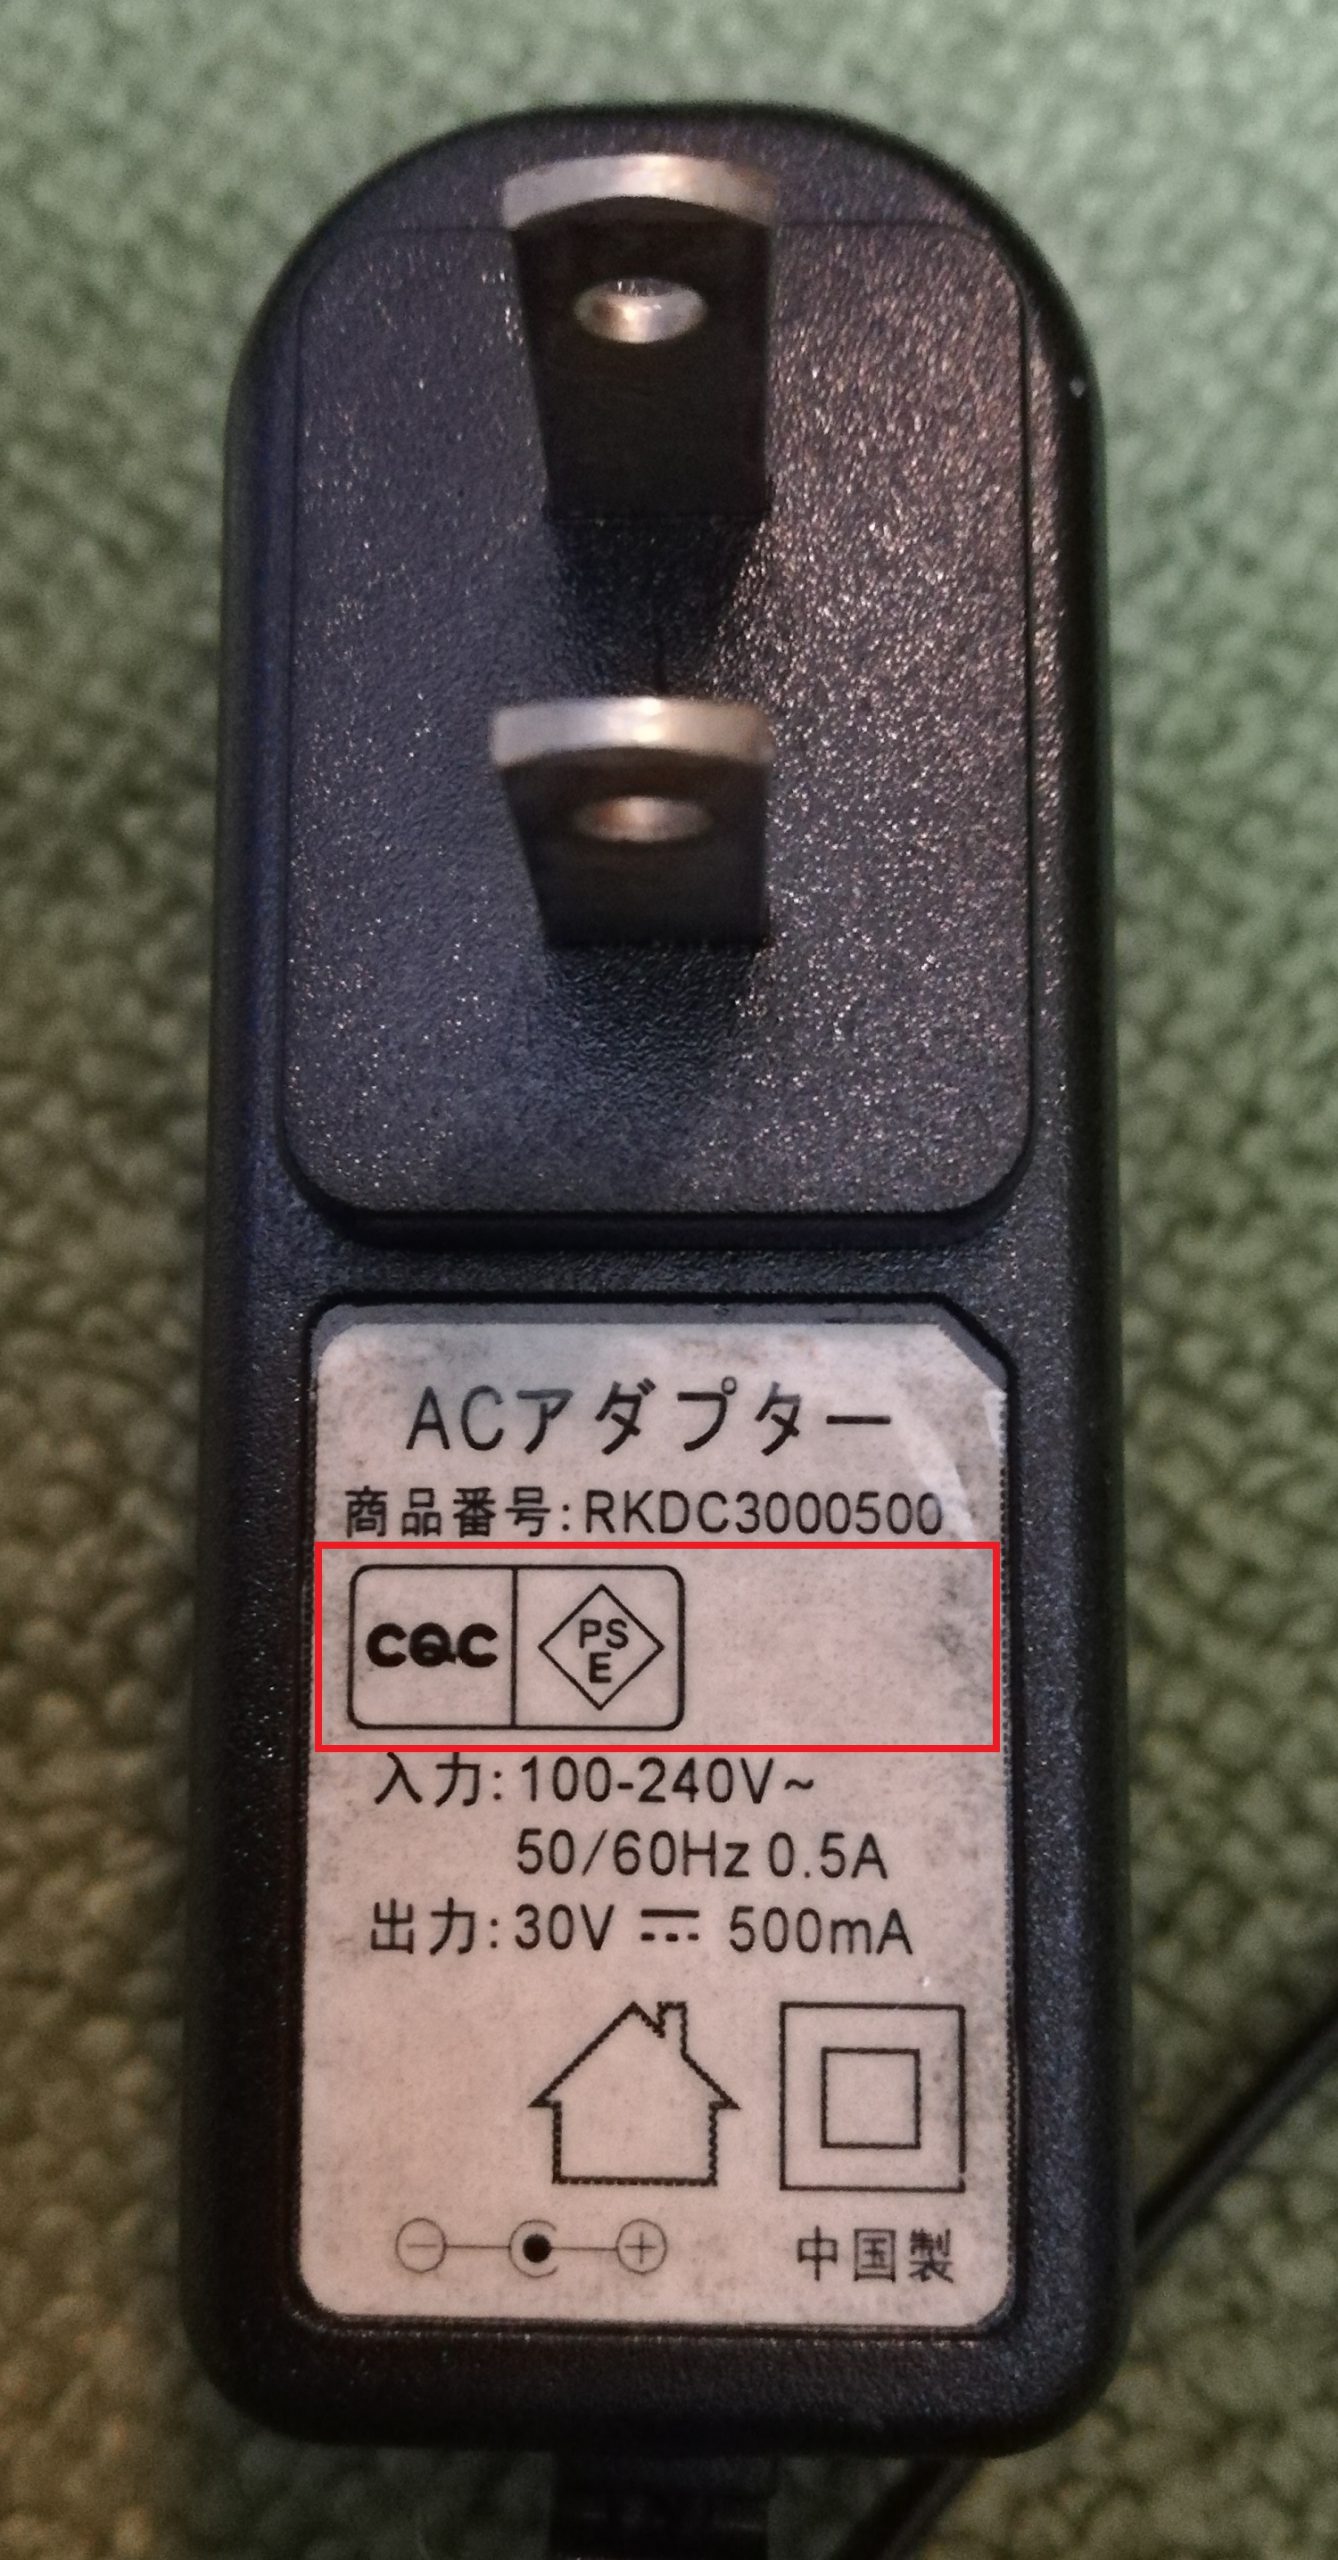 ACアダプター
商品番号:RKDC3000500
CQC PSE
入力:100-240V~
50/60Hz 0.5A
出力:30V ⎓ 500mA
中国製